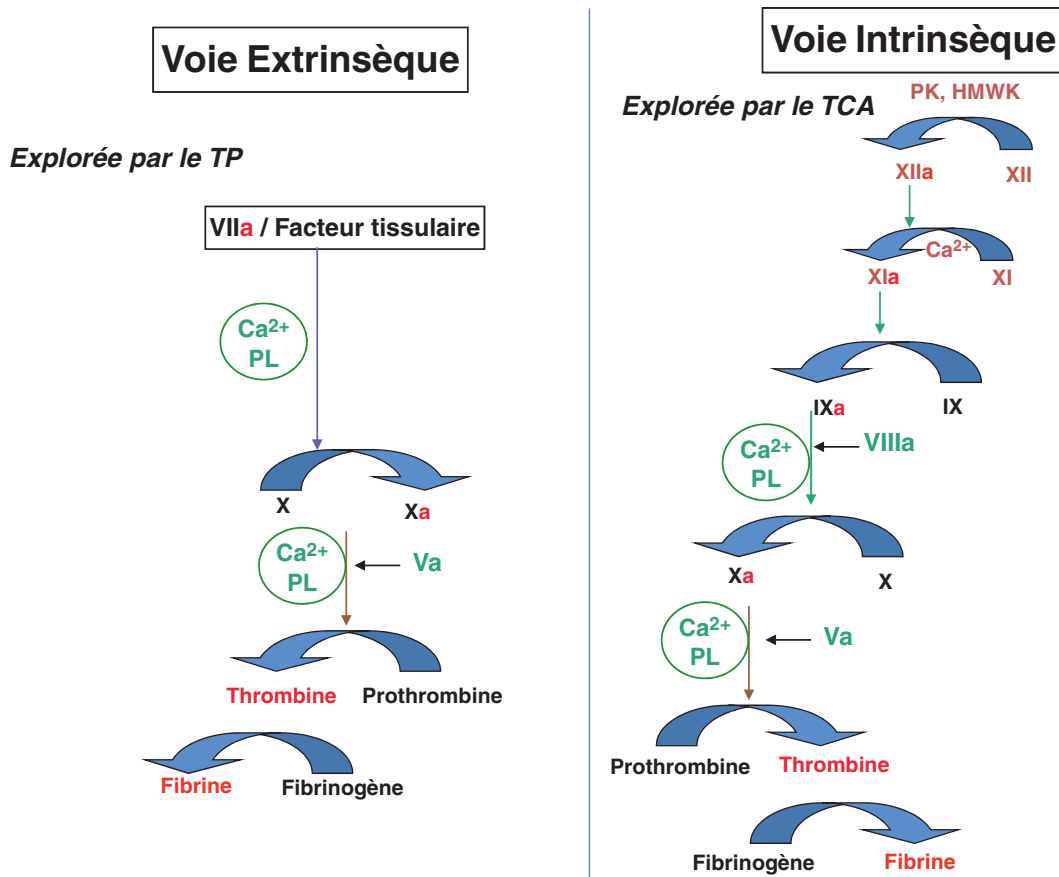 Voie Extrinsèque
Explorée par le TP
VIIa / Facteur tissulaire
Ca2+
PL
X
Xa
Ca2+
PL
Va
Thrombine
Prothrombine
Fibrine
Fibrinogène
Voie Intrinsèque
Explorée par le TCA
PK, HMWK
XIIa
XII
Ca2+
XIa
XI
IXa
IX
Ca2+
PL
VIIIa
Xa
X
Ca2+
PL
Va
Prothrombine
Thrombine
Fibrinogène
Fibrine